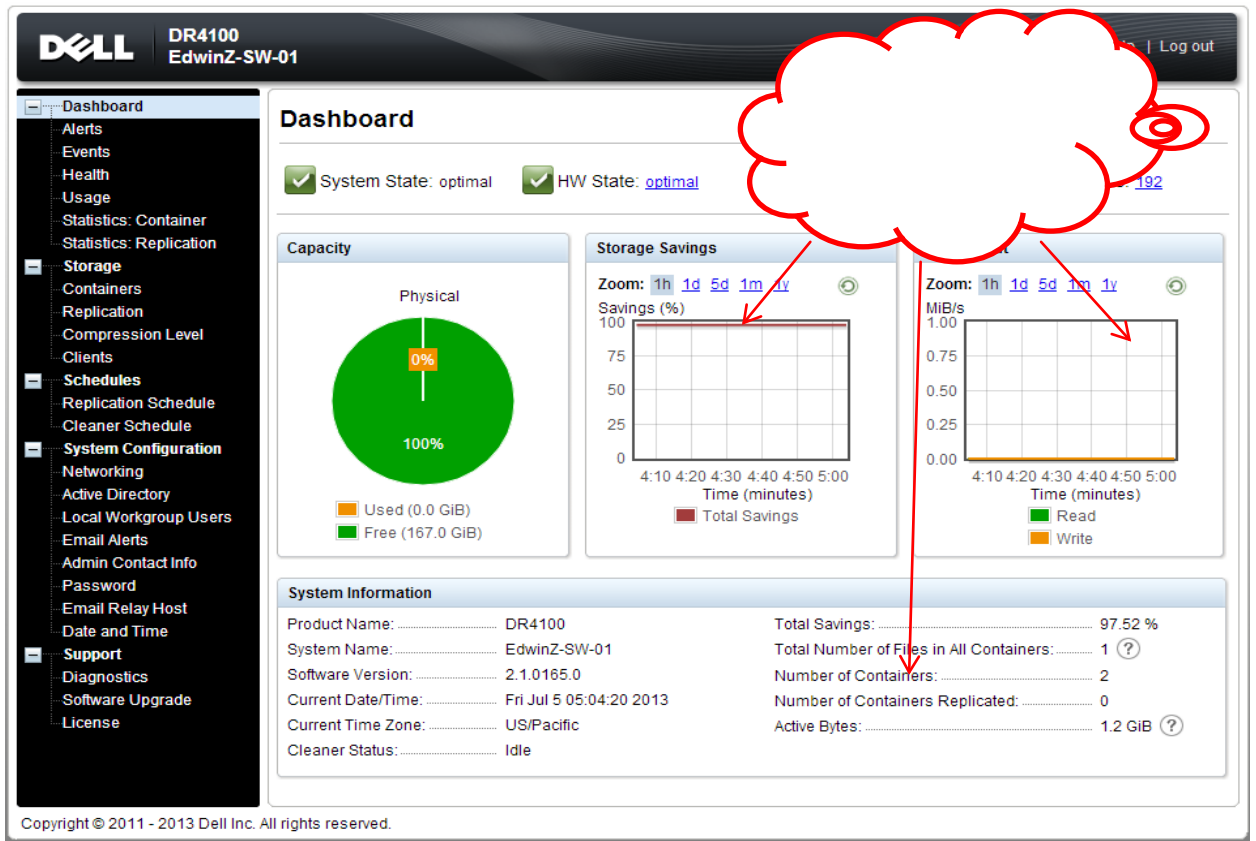 DELL
DR4100
EdwinZ-SW-01
| Log out
Dashboard
Alerts
Events
Health
Usage
Statistics: Container
Statistics: Replication
Storage
Containers
Replication
Compression Level
Clients
Schedules
Replication Schedule
Cleaner Schedule
System Configuration
Networking
Active Directory
Local Workgroup Users
Email Alerts
Admin Contact Info
Password
Email Relay Host
Date and Time
Support
Diagnostics
Software Upgrade
License
Dashboard
System State: optimal HW State: optimal 192
Capacity
Physical
0%
100%
Used (0.0 GiB)
Free (167.0 GiB)
Storage Savings
Zoom: 1h 1d 5d 1m 1y
Savings (%)
100
75
50
25
0
4:10 4:20 4:30 4:40 4:50 5:00
Time (minutes)
Total Savings
Zoom: 1h 1d 5d 1m 1y
MiB/s
1.00
0.75
0.50
0.25
0.00
4:10 4:20 4:30 4:40 4:50 5:00
Time (minutes)
Read
Write
System Information
Product Name: DR4100
System Name: EdwinZ-SW-01
Software Version: 2.1.0165.0
Current Date/Time: Fri Jul 5 05:04:20 2013
Current Time Zone: US/Pacific
Cleaner Status: Idle
Total Savings: 97.52 %
Total Number of Files in All Containers: 1 ?
Number of Containers: 2
Number of Containers Replicated: 0
Active Bytes: 1.2 GiB ?
Copyright © 2011 - 2013 Dell Inc. All rights reserved.